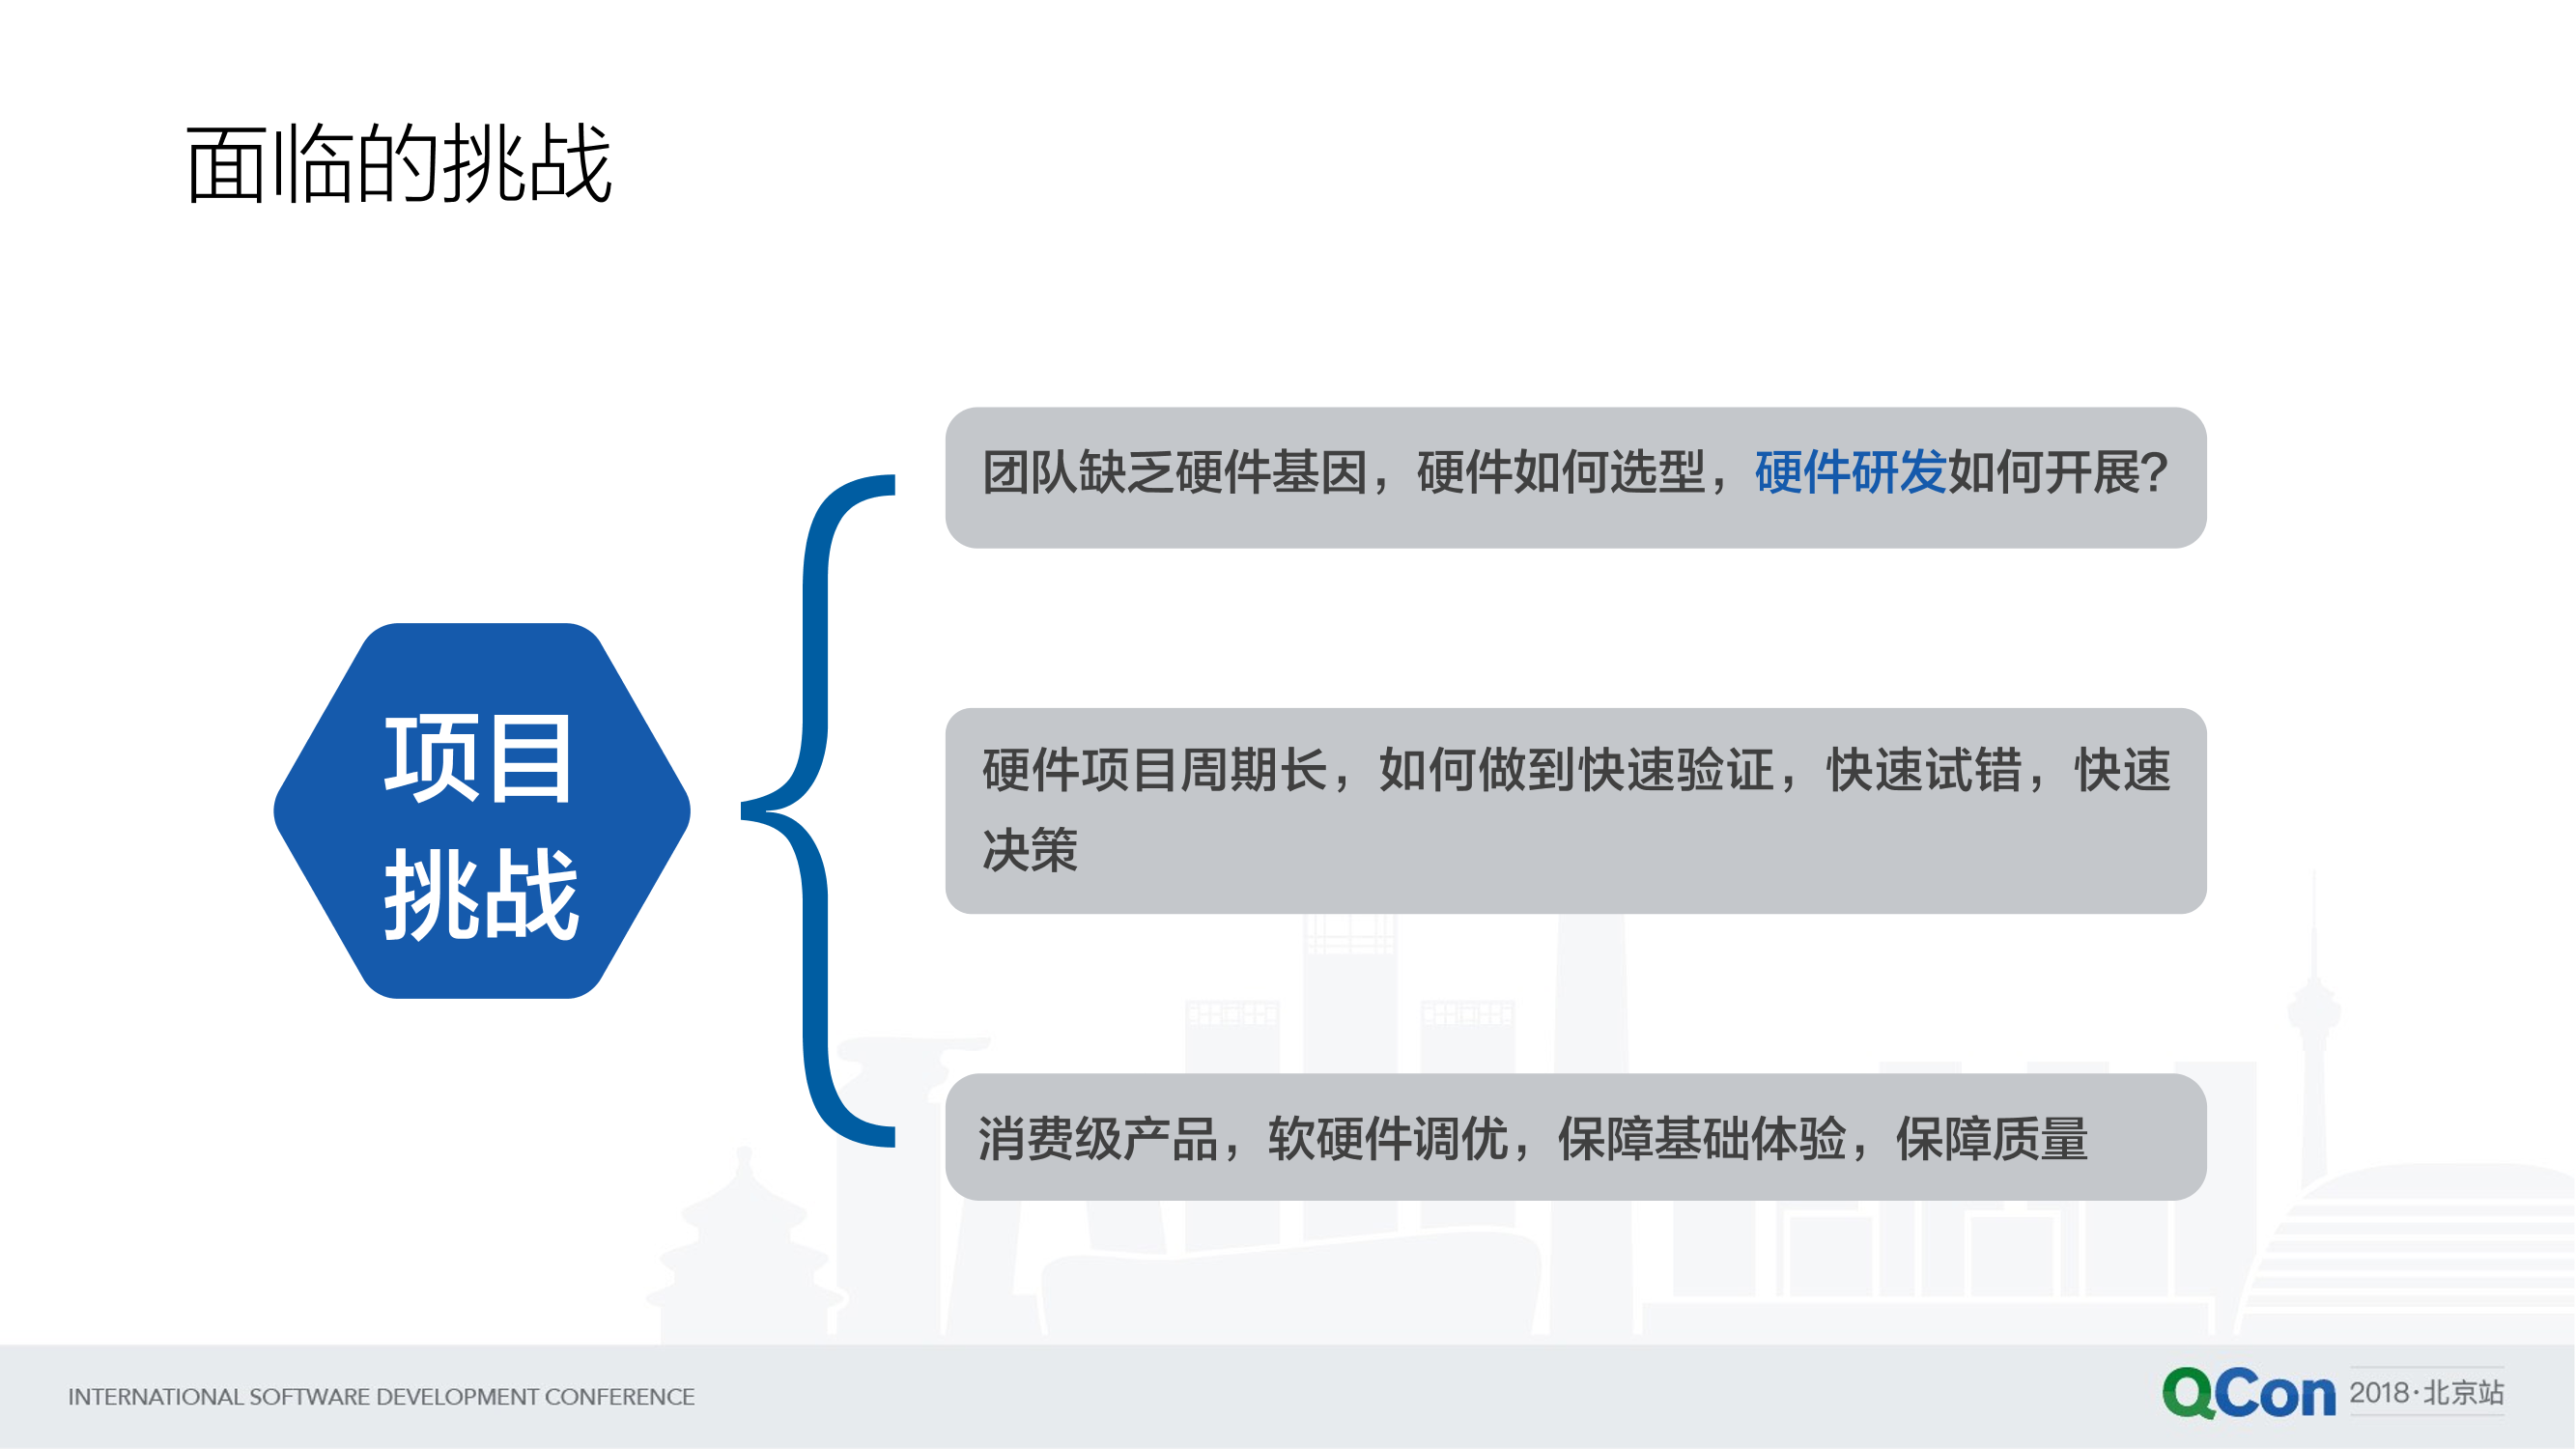 面临的挑战
团队缺乏硬件基因，硬件如何选型，硬件研发如何开展？
项目
挑战
硬件项目周期长，如何做到快速验证，快速试错，快速
决策
消费级产品，软硬件调优，保障基础体验，保障质量
INTERNATIONAL SOFTWARE DEVELOPMENT CONFERENCE
QCon 2018·北京站